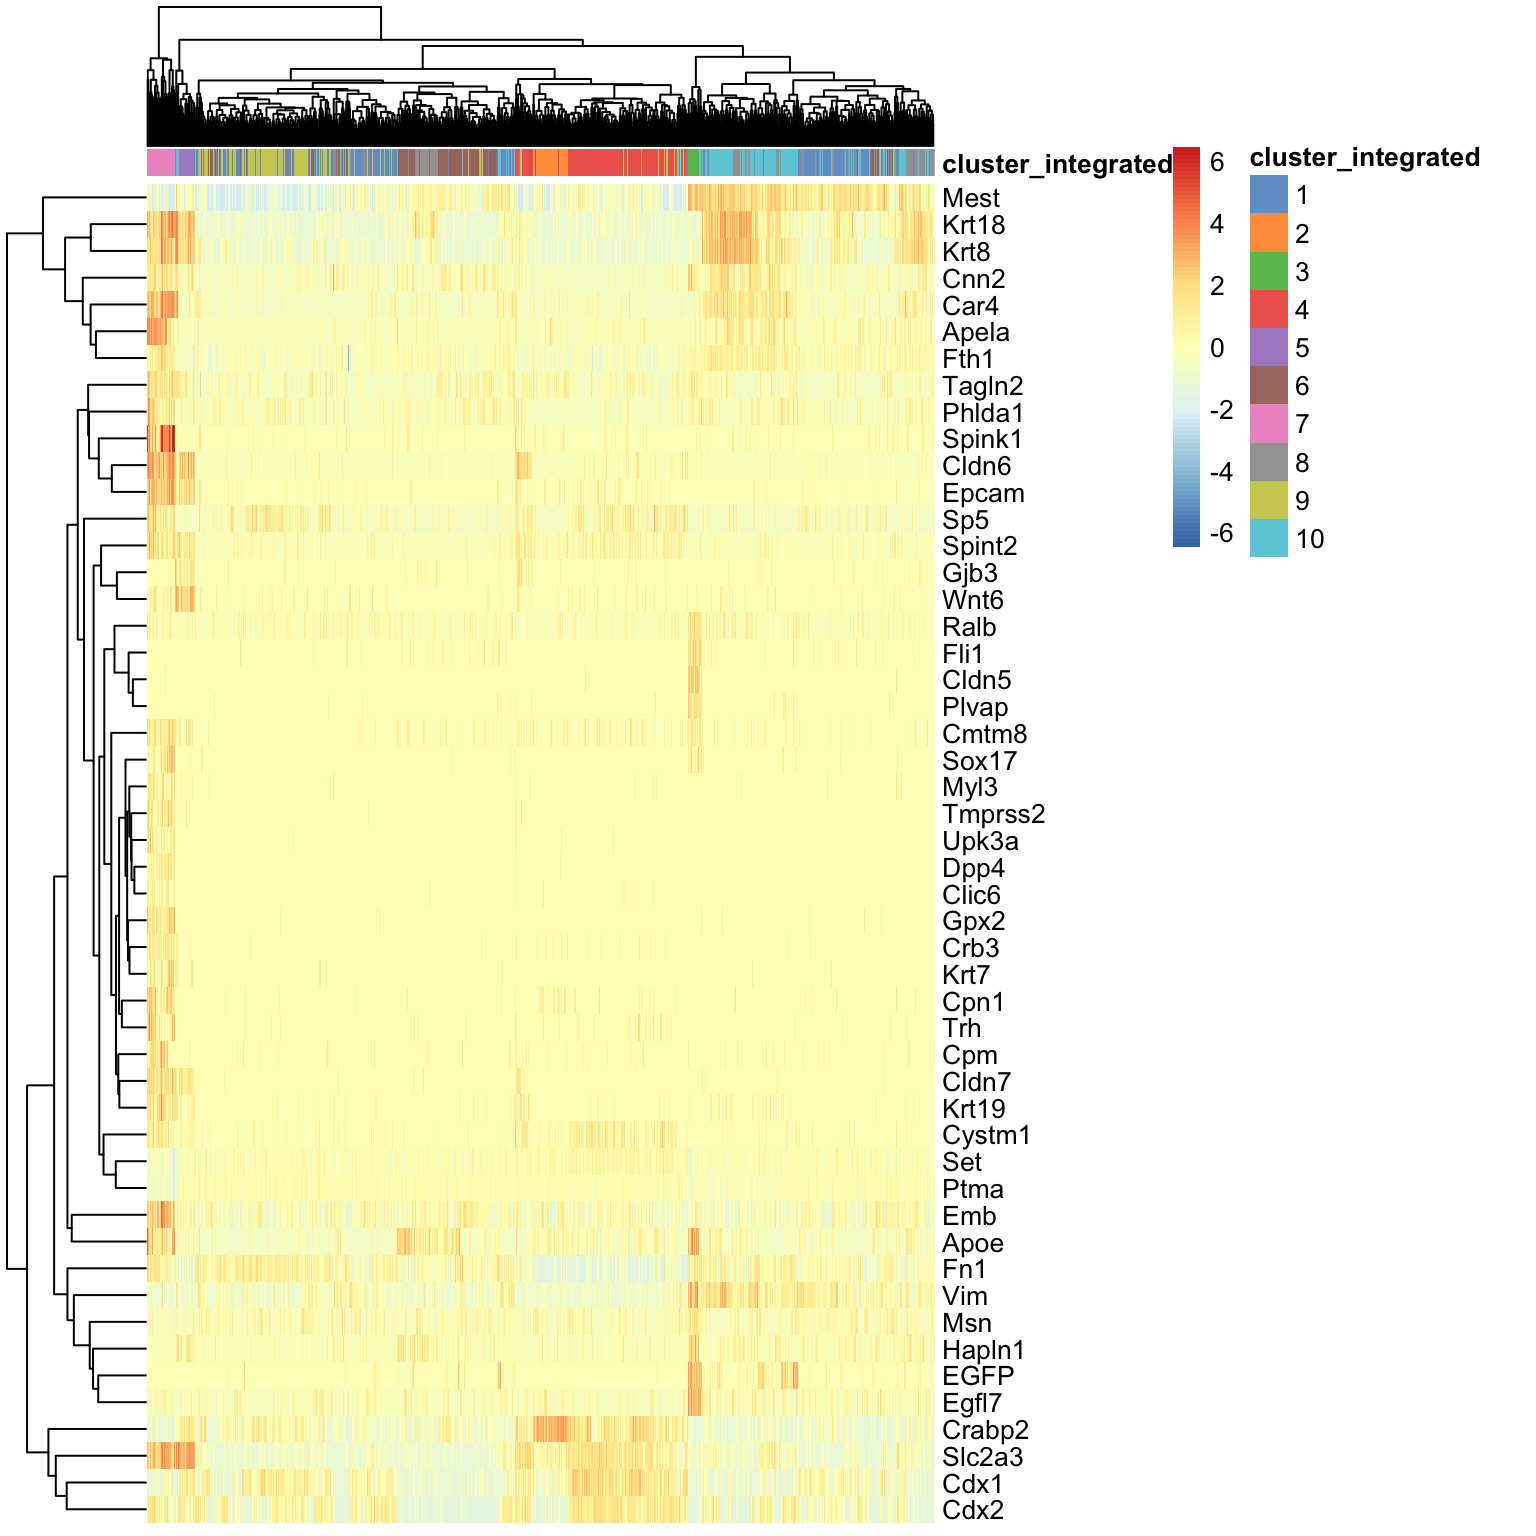 cluster_integrated
Mest
Krt18
Krt8
Cnn2
Car4
Apela
Fth1
Tagln2
Phlda1
Spink1
Cldn6
Epcam
Sp5
Spint2
Gjb3
Wnt6
Ralb
Fli1
Cldn5
Plvap
Cmtm8
Sox17
Myl3
Tmprss2
Upk3a
Dpp4
Clic6
Gpx2
Crb3
Krt7
Cpn1
Trh
Cpm
Cldn7
Krt19
Cystm1
Set
Ptma
Emb
Apoe
Fn1
Vim
Msn
Hapln1
EGFP
Egfl7
Crabp2
Slc2a3
Cdx1
Cdx2
6
4
2
0
-2
-4
-6
cluster_integrated
1
2
3
4
5
6
7
8
9
10